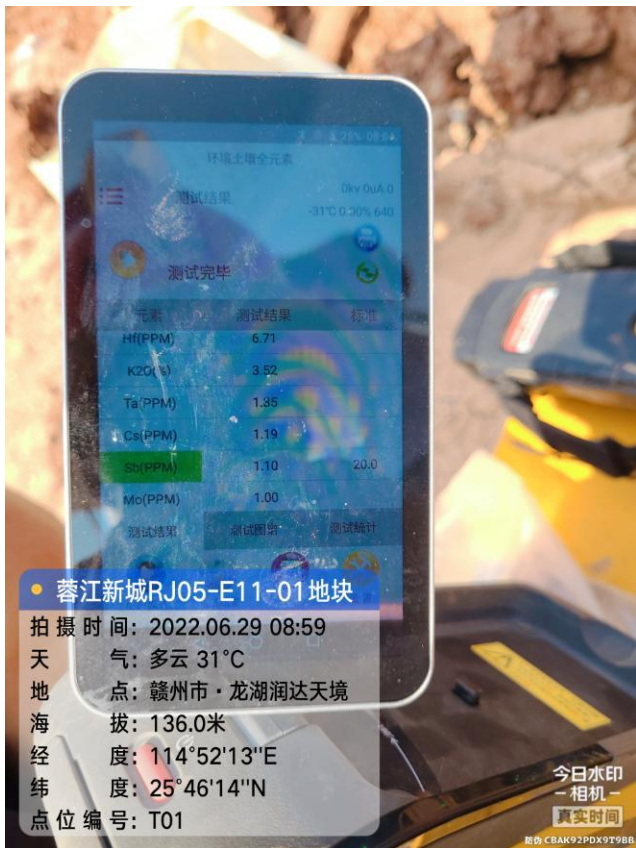 环境土壤全元素
测试结果
0kv 0uA 0
-31℃ 0.00% 640
测试完毕
元素 测试结果 标准
Hf(PPM) 6.71
K2O(%) 3.52
Ta(PPM) 1.35
Cs(PPM) 1.19
Sb(PPM) 1.10 20.0
Mo(PPM) 1.00
测试结果 测试图谱 测试统计
蓉江新城RJ05-E11-01地块
拍摄时间: 2022.06.29 08:59
天气: 多云 31°C
地点: 赣州市·龙湖润达天境
海拔: 136.0米
经度: 114°52'13"E
纬度: 25°46'14"N
点位编号: T01
今日水印
-相机-
真实时间
防伪 CBAK92PDX9T9BB